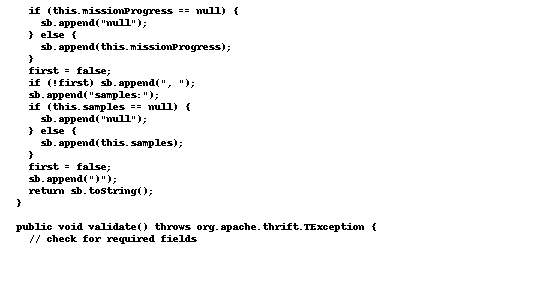 if (this.missionProgress == null) {
sb.append("null");
} else {
sb.append(this.missionProgress);
}
first = false;
if (!first) sb.append(", ");
sb.append("samples:");
if (this.samples == null) {
sb.append("null");
} else {
sb.append(this.samples);
}
first = false;
sb.append(")");
return sb.toString();
}
public void validate() throws org.apache.thrift.TException {
// check for required fields